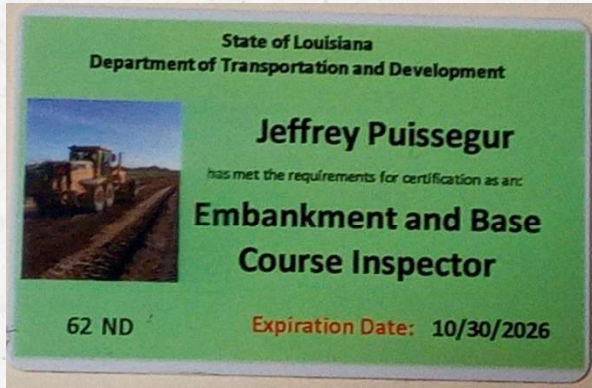 State of Louisiana
Department of Transportation and Development
Jeffrey Puissegur
has met the requirements for certification as an:
Embankment and Base
Course Inspector
62 ND
Expiration Date: 10/30/2026